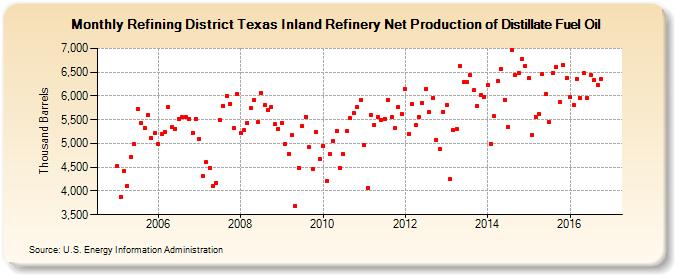 Monthly Refining District Texas Inland Refinery Net Production of Distillate Fuel Oil
Thousand Barrels
7,000
6,500
6,000
5,500
5,000
4,500
4,000
3,500
2006 2008 2010 2012 2014 2016
Source: U.S. Energy Information Administration